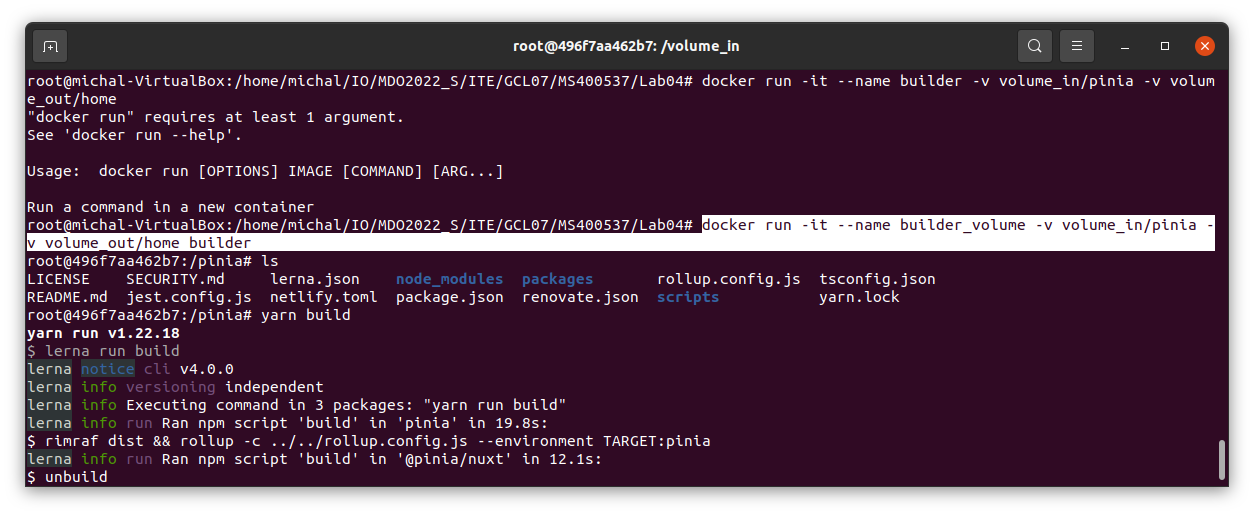 root@496f7aa462b7: /volume_in
root@michal-VirtualBox:/home/michal/IO/MDO2022_S/ITE/GCL07/MS400537/Lab04# docker run -it --name builder -v volume_in/pinia -v volum
e_out/home
"docker run" requires at least 1 argument.
See 'docker run --help'.

Usage:  docker run [OPTIONS] IMAGE [COMMAND] [ARG...]

Run a command in a new container
root@michal-VirtualBox:/home/michal/IO/MDO2022_S/ITE/GCL07/MS400537/Lab04# docker run -it --name builder_volume -v volume_in/pinia -
v volume_out/home builder
root@496f7aa462b7:/pinia# ls
LICENSE    SECURITY.md     lerna.json    node_modules  packages       rollup.config.js  tsconfig.json
README.md  jest.config.js  netlify.toml  package.json  renovate.json  scripts           yarn.lock
root@496f7aa462b7:/pinia# yarn build
yarn run v1.22.18
$ lerna run build
lerna notice cli v4.0.0
lerna info versioning independent
lerna info Executing command in 3 packages: "yarn run build"
lerna info run Ran npm script 'build' in 'pinia' in 19.8s:
$ rimraf dist && rollup -c ../../rollup.config.js --environment TARGET:pinia
lerna info run Ran npm script 'build' in '@pinia/nuxt' in 12.1s:
$ unbuild